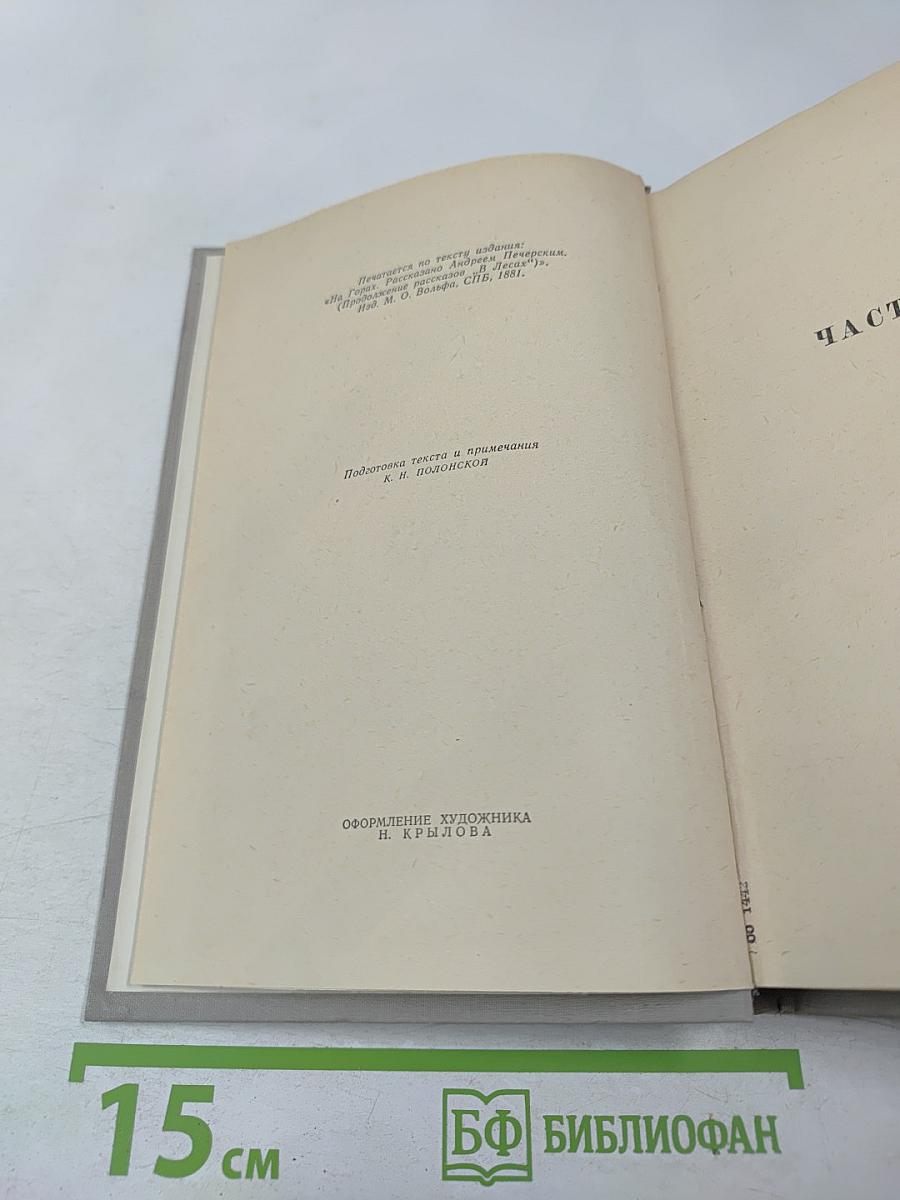 Печатается по тексту издания:
«На Горах. Рассказано Андреем Печерским.
(Продолжение рассказов „В Лесах“)».
Изд. М. О. Вольфа, СПБ, 1881.
Подготовка текста и примечания
К. Н. ПОЛОНСКОЙ
ОФОРМЛЕНИЕ ХУДОЖНИКА
Н. КРЫЛОВА
ЧАСТ
15 см
БФ БИБЛИОФАН